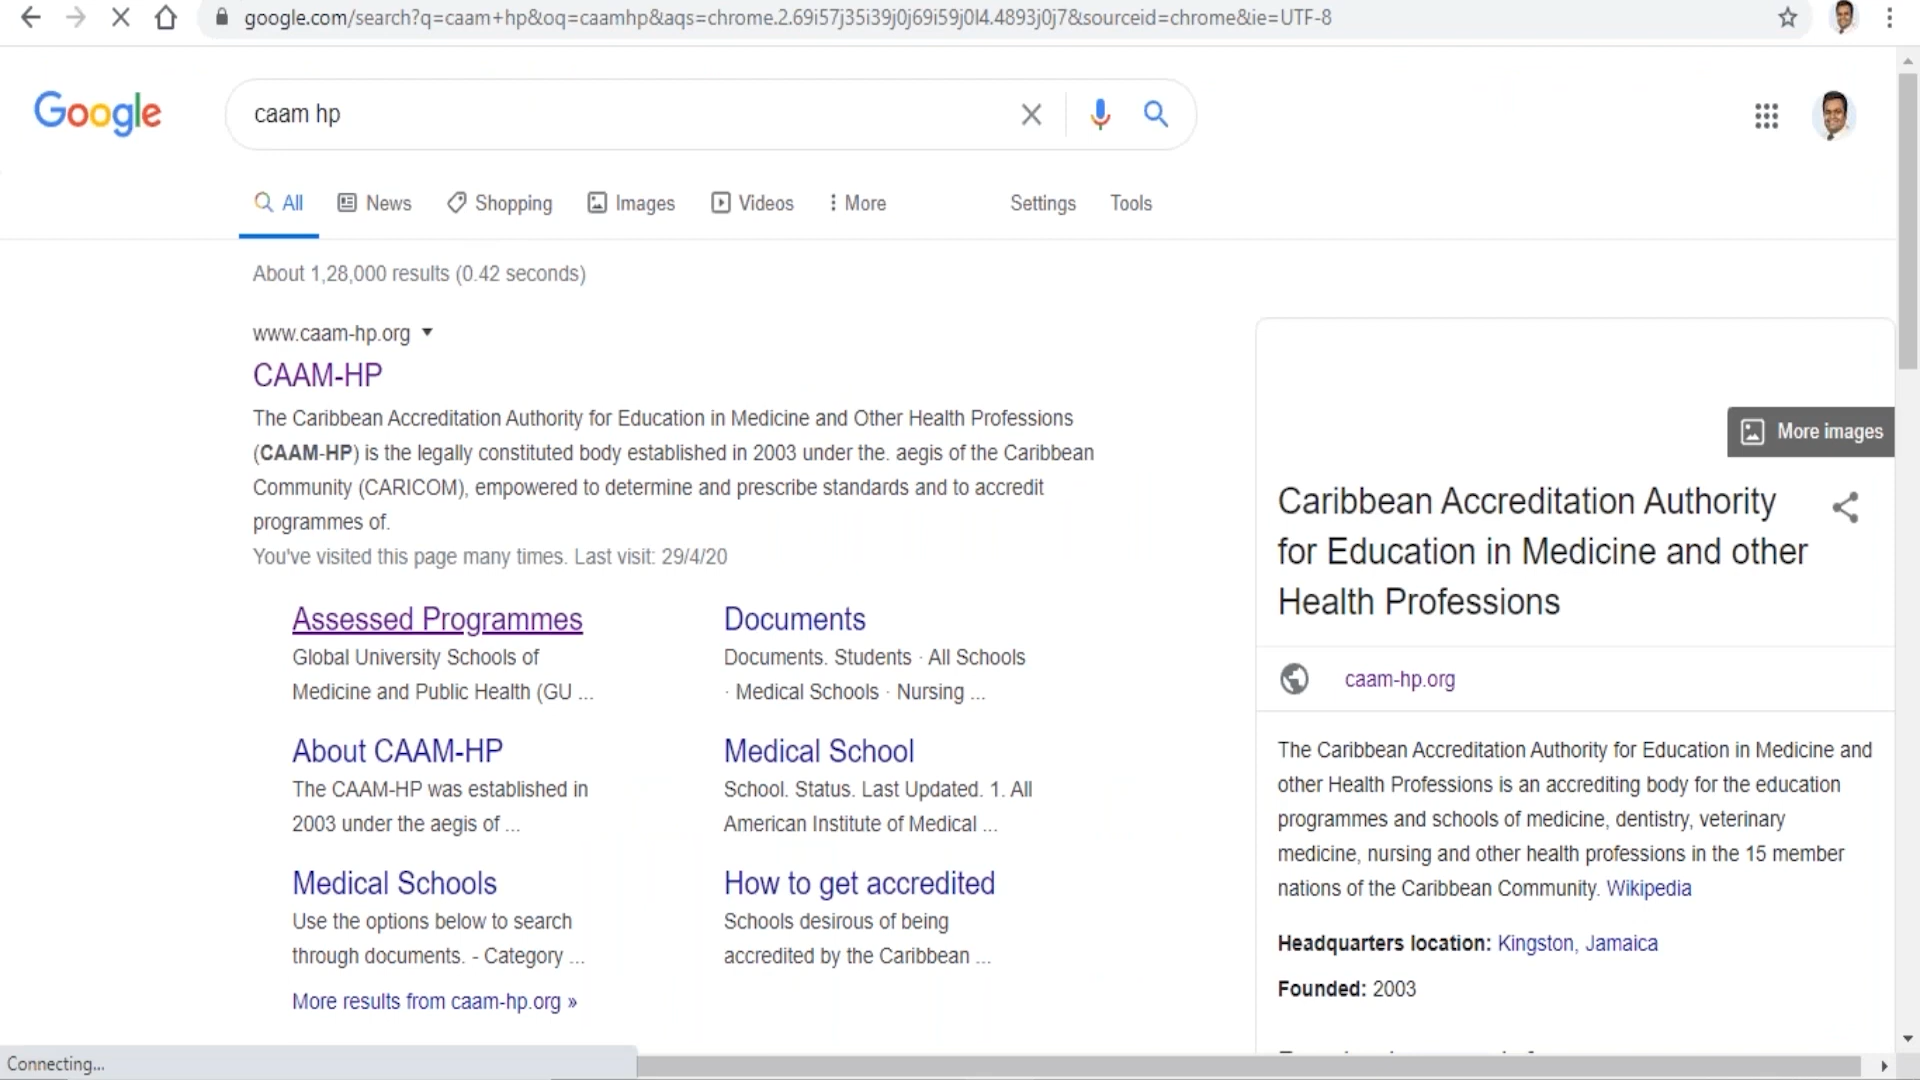 google.com/search?q=caam+hp&oq=caamhp&aqs=chrome.2.69i57j35i39j0j69i59j0l4.4893j0j7&sourceid=chrome&ie=UTF-8
Google
caam hp
All
News
Shopping
Images
Videos
More
Settings
Tools
About 1,28,000 results (0.42 seconds)
www.caam-hp.org
CAAM-HP
The Caribbean Accreditation Authority for Education in Medicine and Other Health Professions
(CAAM-HP) is the legally constituted body established in 2003 under the. aegis of the Caribbean
Community (CARICOM), empowered to determine and prescribe standards and to accredit
programmes of.
You've visited this page many times. Last visit: 29/4/20
Assessed Programmes
Global University Schools of
Medicine and Public Health (GU ...
Documents
Documents. Students · All Schools
· Medical Schools · Nursing ...
About CAAM-HP
The CAAM-HP was established in
2003 under the aegis of ...
Medical School
School. Status. Last Updated. 1. All
American Institute of Medical ...
Medical Schools
Use the options below to search
through documents. - Category ...
How to get accredited
Schools desirous of being
accredited by the Caribbean ...
More results from caam-hp.org »
More images
Caribbean Accreditation Authority
for Education in Medicine and other
Health Professions
caam-hp.org
The Caribbean Accreditation Authority for Education in Medicine and
other Health Professions is an accrediting body for the education
programmes and schools of medicine, dentistry, veterinary
medicine, nursing and other health professions in the 15 member
nations of the Caribbean Community. Wikipedia
Headquarters location: Kingston, Jamaica
Founded: 2003
Connecting...